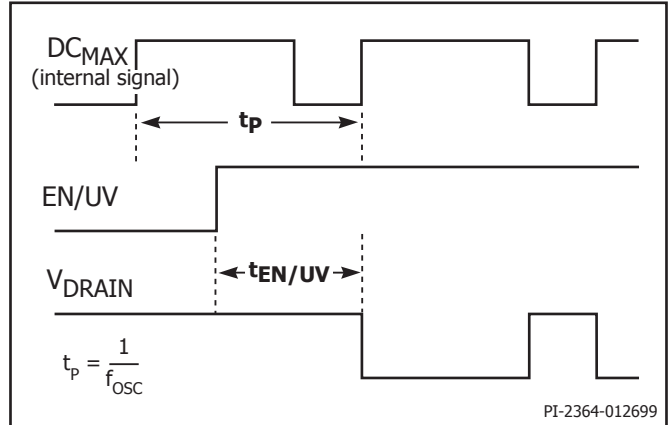 DCMAX
(internal signal)
tP
EN/UV
tEN/UV
VDRAIN
tP = 1
fOSC
PI-2364-012699